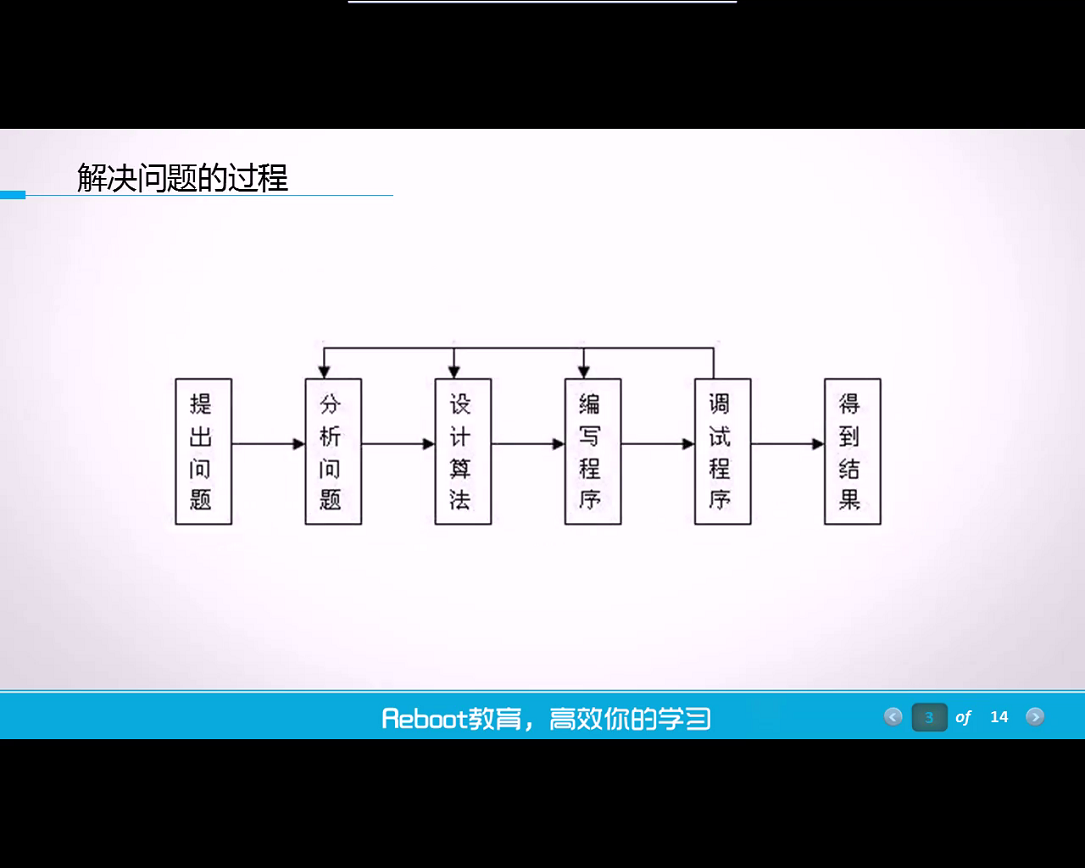 解决问题的过程
提出问题
分析问题
设计算法
编写程序
调试程序
得到结果
Reboot教育，高效你的学习
3 of 14